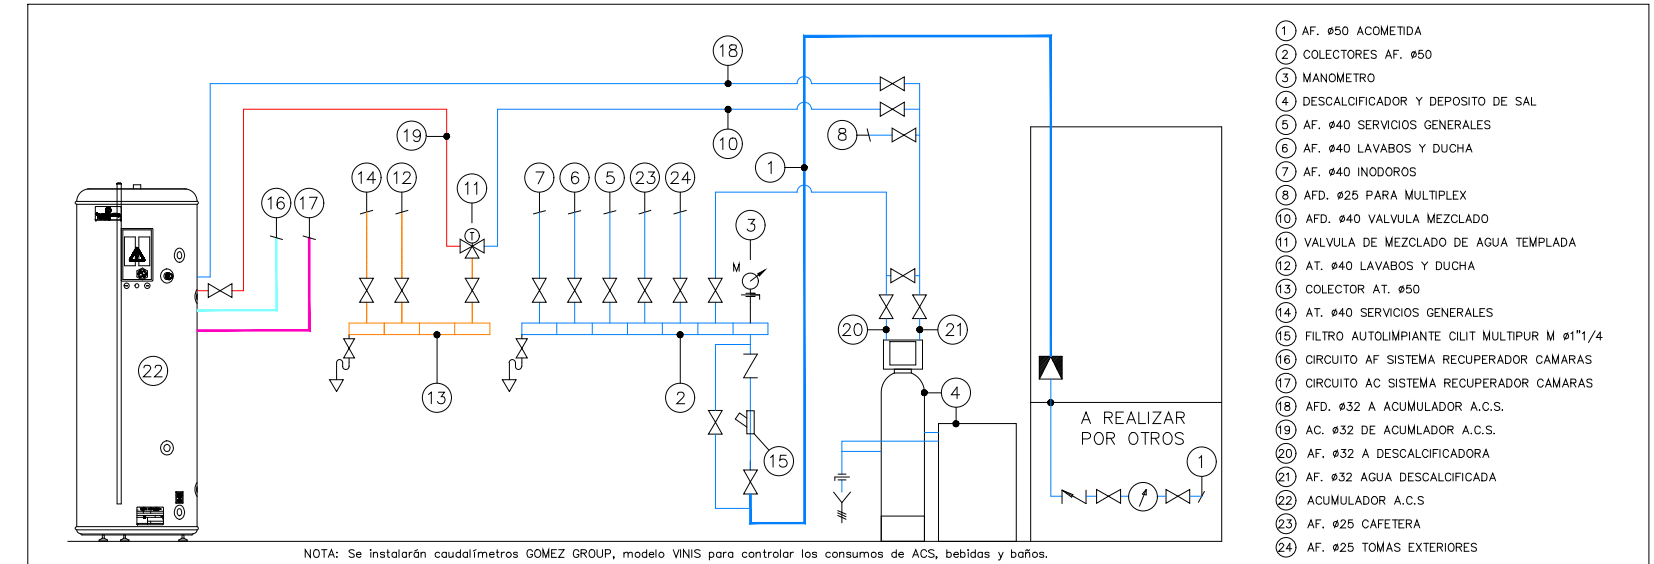 18
19
10
8
1
14
12
11
T
7
6
5
23
24
3
M
16
17
20
21
22
13
2
4
15
A REALIZAR
POR OTROS
1
NOTA: Se instalarán caudalímetros GOMEZ GROUP, modelo VINIS para controlar los consumos de ACS, bebidas y baños.
1 AF. ø50 ACOMETIDA
2 COLECTORES AF. ø50
3 MANOMETRO
4 DESCALCIFICADOR Y DEPOSITO DE SAL
5 AF. ø40 SERVICIOS GENERALES
6 AF. ø40 LAVABOS Y DUCHA
7 AF. ø40 INODOROS
8 AFD. ø25 PARA MULTIPLEX
10 AFD. ø40 VALVULA MEZCLADO
11 VALVULA DE MEZCLADO DE AGUA TEMPLADA
12 AT. ø40 LAVABOS Y DUCHA
13 COLECTOR AT. ø50
14 AT. ø40 SERVICIOS GENERALES
15 FILTRO AUTOLIMPIANTE CILIT MULTIPUR M ø1"1/4
16 CIRCUITO AF SISTEMA RECUPERADOR CAMARAS
17 CIRCUITO AC SISTEMA RECUPERADOR CAMARAS
18 AFD. ø32 A ACUMULADOR A.C.S.
19 AC. ø32 DE ACUMLADOR A.C.S.
20 AF. ø32 A DESCALCIFICADORA
21 AF. ø32 AGUA DESCALCIFICADA
22 ACUMULADOR A.C.S
23 AF. ø25 CAFETERA
24 AF. ø25 TOMAS EXTERIORES